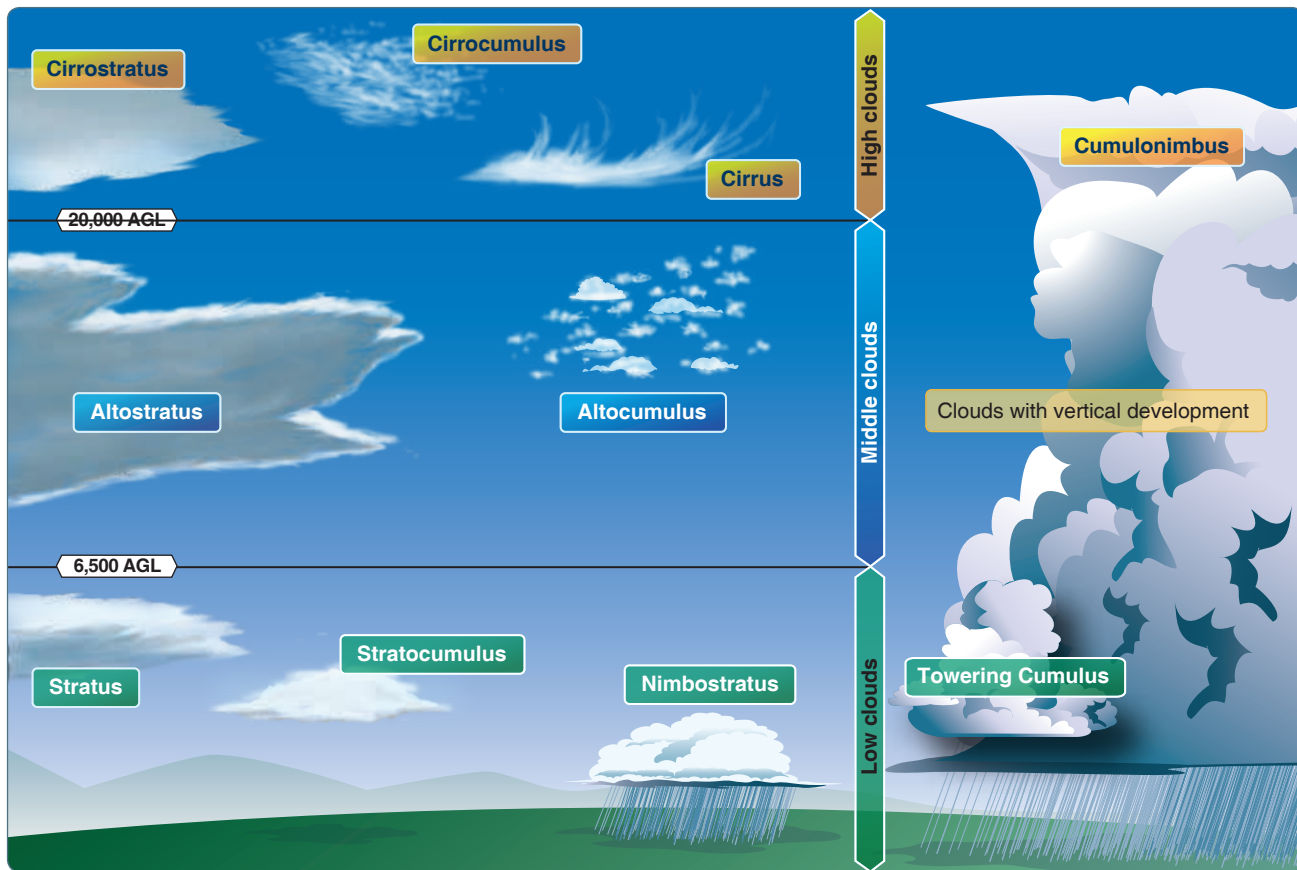 Cirrocumulus
Cirrostratus
Cirrus
High clouds
Cumulonimbus
20,000 AGL
Altostratus
Altocumulus
Middle clouds
Clouds with vertical development
6,500 AGL
Stratus
Stratocumulus
Nimbostratus
Low clouds
Towering Cumulus